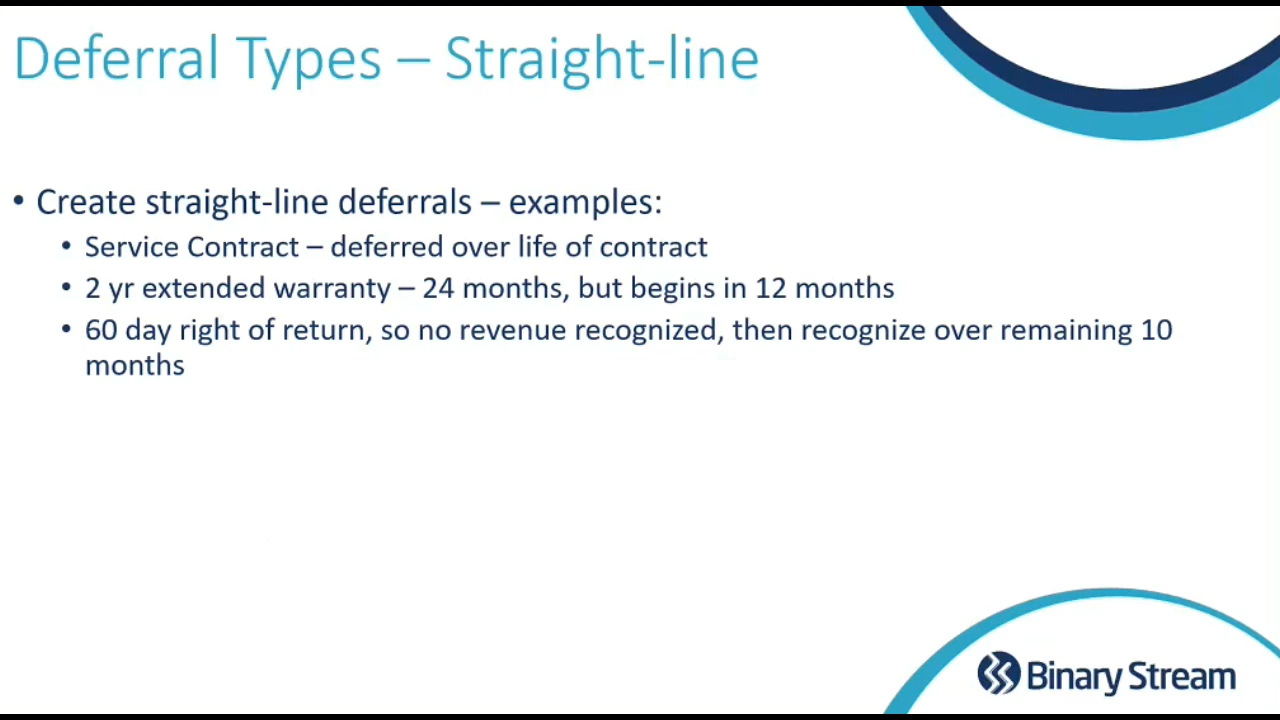 Deferral Types – Straight-line
• Create straight-line deferrals – examples:
• Service Contract – deferred over life of contract
• 2 yr extended warranty – 24 months, but begins in 12 months
• 60 day right of return, so no revenue recognized, then recognize over remaining 10
months
Binary Stream